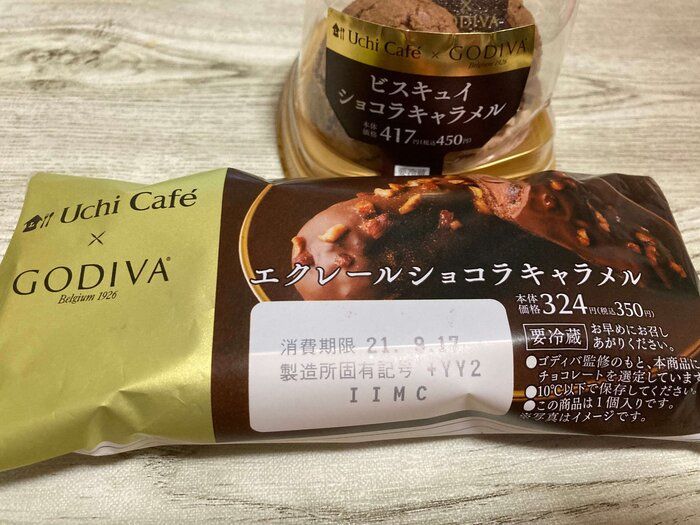 GODIVA
Uchi Café × GODIVA
Belgium 1926
ビスキュイ
ショコラキャラメル
本体価格 417円(税込450円)
要冷蔵
Uchi Café
×
GODIVA
Belgium 1926
エクレールショコラキャラメル
本体価格 324円(税込350円)
要冷蔵 お早めにお召し
あがりください。
●ゴディバ監修のもと、本商品に
チョコレートを選定しています
●10℃以下で保存してください
●この商品は1個入りです。
※写真はイメージです。
消費期限 21. 9.17
製造所固有記号 +YY2
IIMC